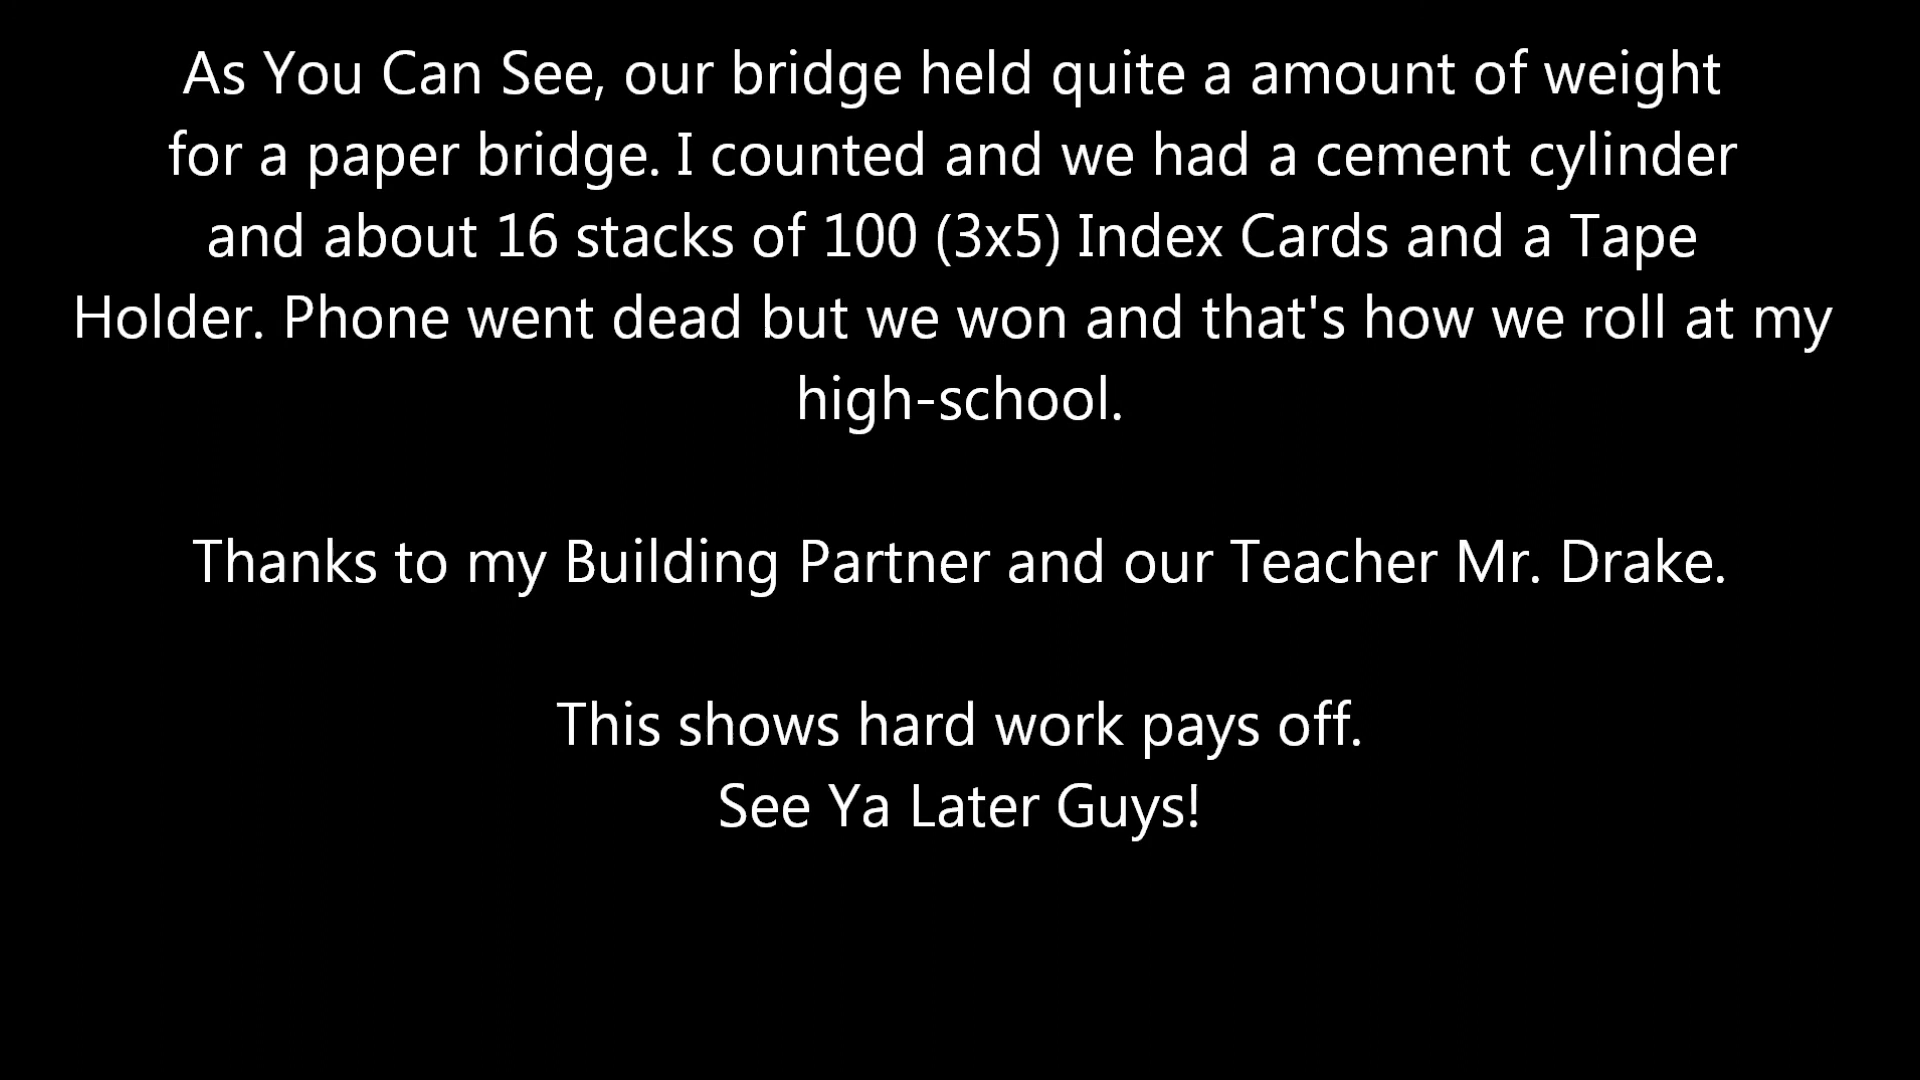 As You Can See, our bridge held quite a amount of weight
for a paper bridge. I counted and we had a cement cylinder
and about 16 stacks of 100 (3x5) Index Cards and a Tape
Holder. Phone went dead but we won and that's how we roll at my
high-school.
Thanks to my Building Partner and our Teacher Mr. Drake.
This shows hard work pays off.
See Ya Later Guys!